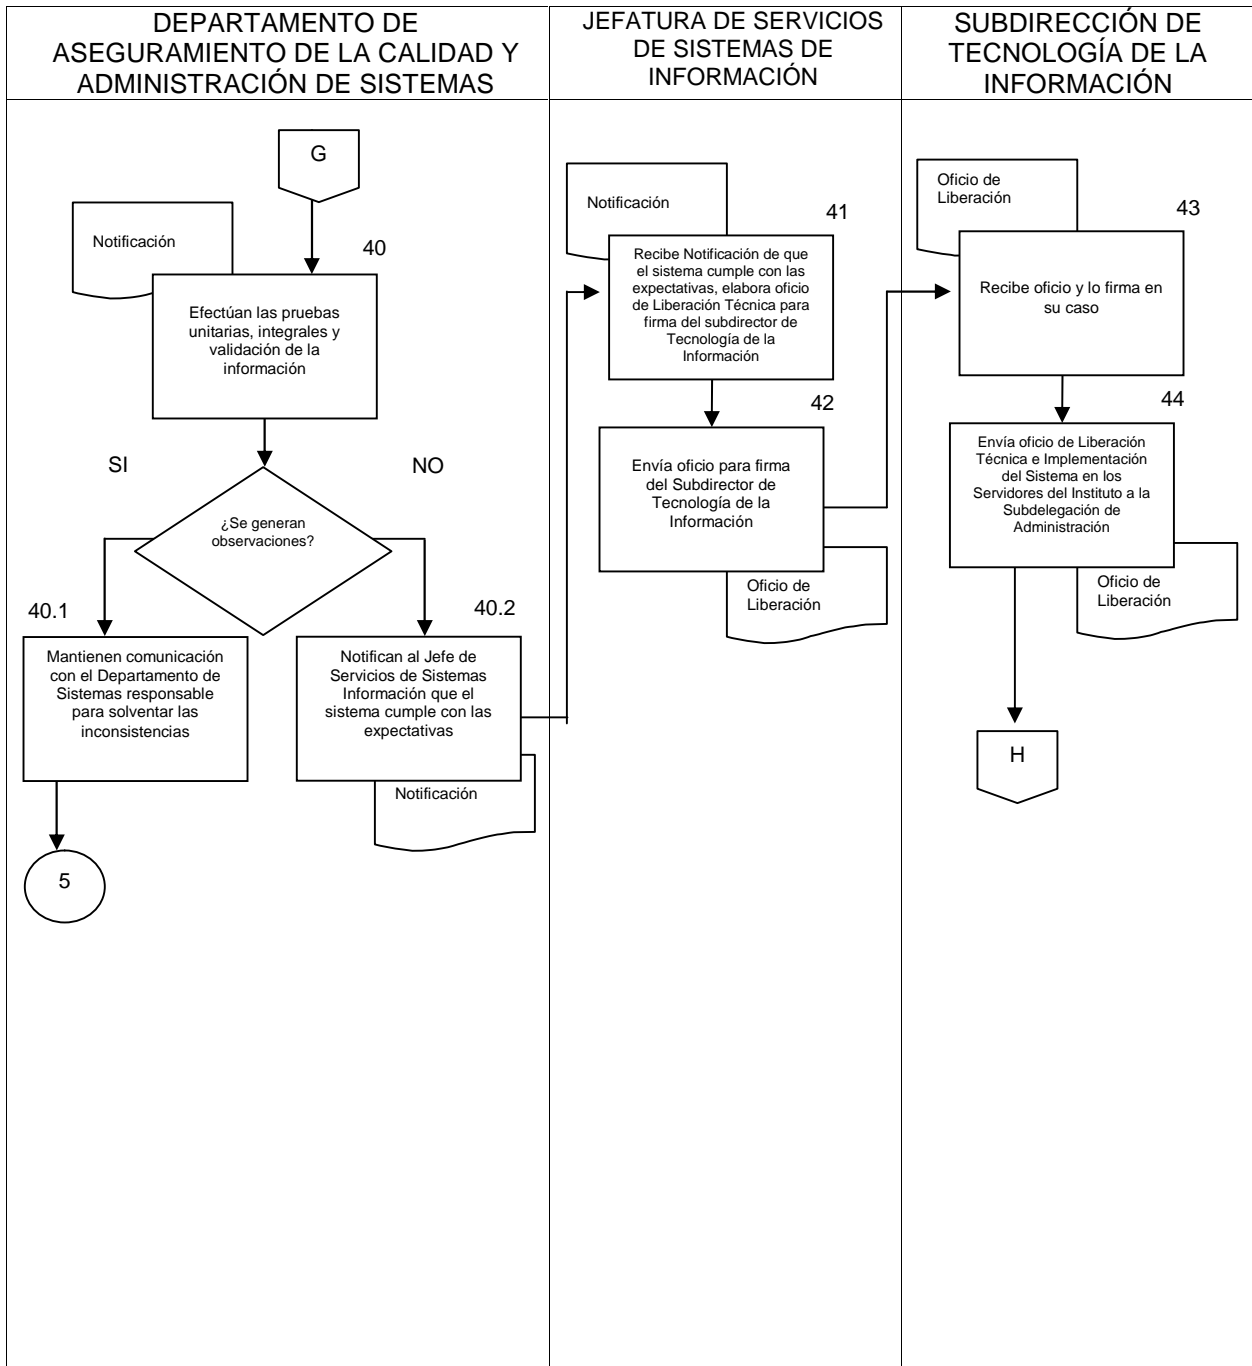 DEPARTAMENTO DE
ASEGURAMIENTO DE LA CALIDAD Y
ADMINISTRACIÓN DE SISTEMAS
JEFATURA DE SERVICIOS
DE SISTEMAS DE
INFORMACIÓN
SUBDIRECCIÓN DE
TECNOLOGÍA DE LA
INFORMACIÓN
G
Notificación
40
Efectúan las pruebas
unitarias, integrales y
validación de la
información
SI
NO
¿Se generan
observaciones?
40.1
Mantienen comunicación
con el Departamento de
Sistemas responsable
para solventar las
inconsistencias
5
40.2
Notifican al Jefe de
Servicios de Sistemas
Información que el
sistema cumple con las
expectativas
Notificación
Notificación
41
Recibe Notificación de que
el sistema cumple con las
expectativas, elabora oficio
de Liberación Técnica para
firma del subdirector de
Tecnología de la
Información
42
Envía oficio para firma
del Subdirector de
Tecnología de la
Información
Oficio de
Liberación
Oficio de
Liberación
43
Recibe oficio y lo firma en
su caso
44
Envía oficio de Liberación
Técnica e Implementación
del Sistema en los
Servidores del Instituto a la
Subdelegación de
Administración
Oficio de
Liberación
H